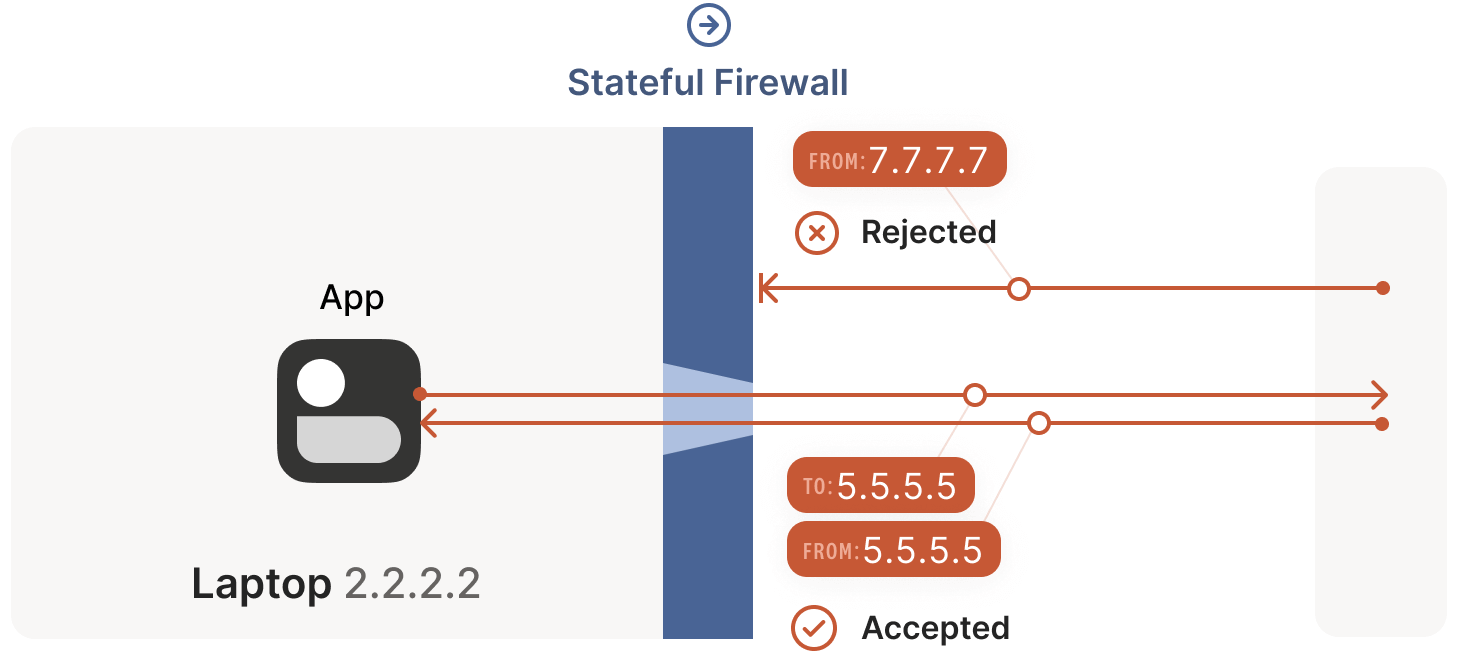 Stateful Firewall
FROM: 7.7.7.7
Rejected
App
TO: 5.5.5.5
FROM: 5.5.5.5
Laptop 2.2.2.2
Accepted